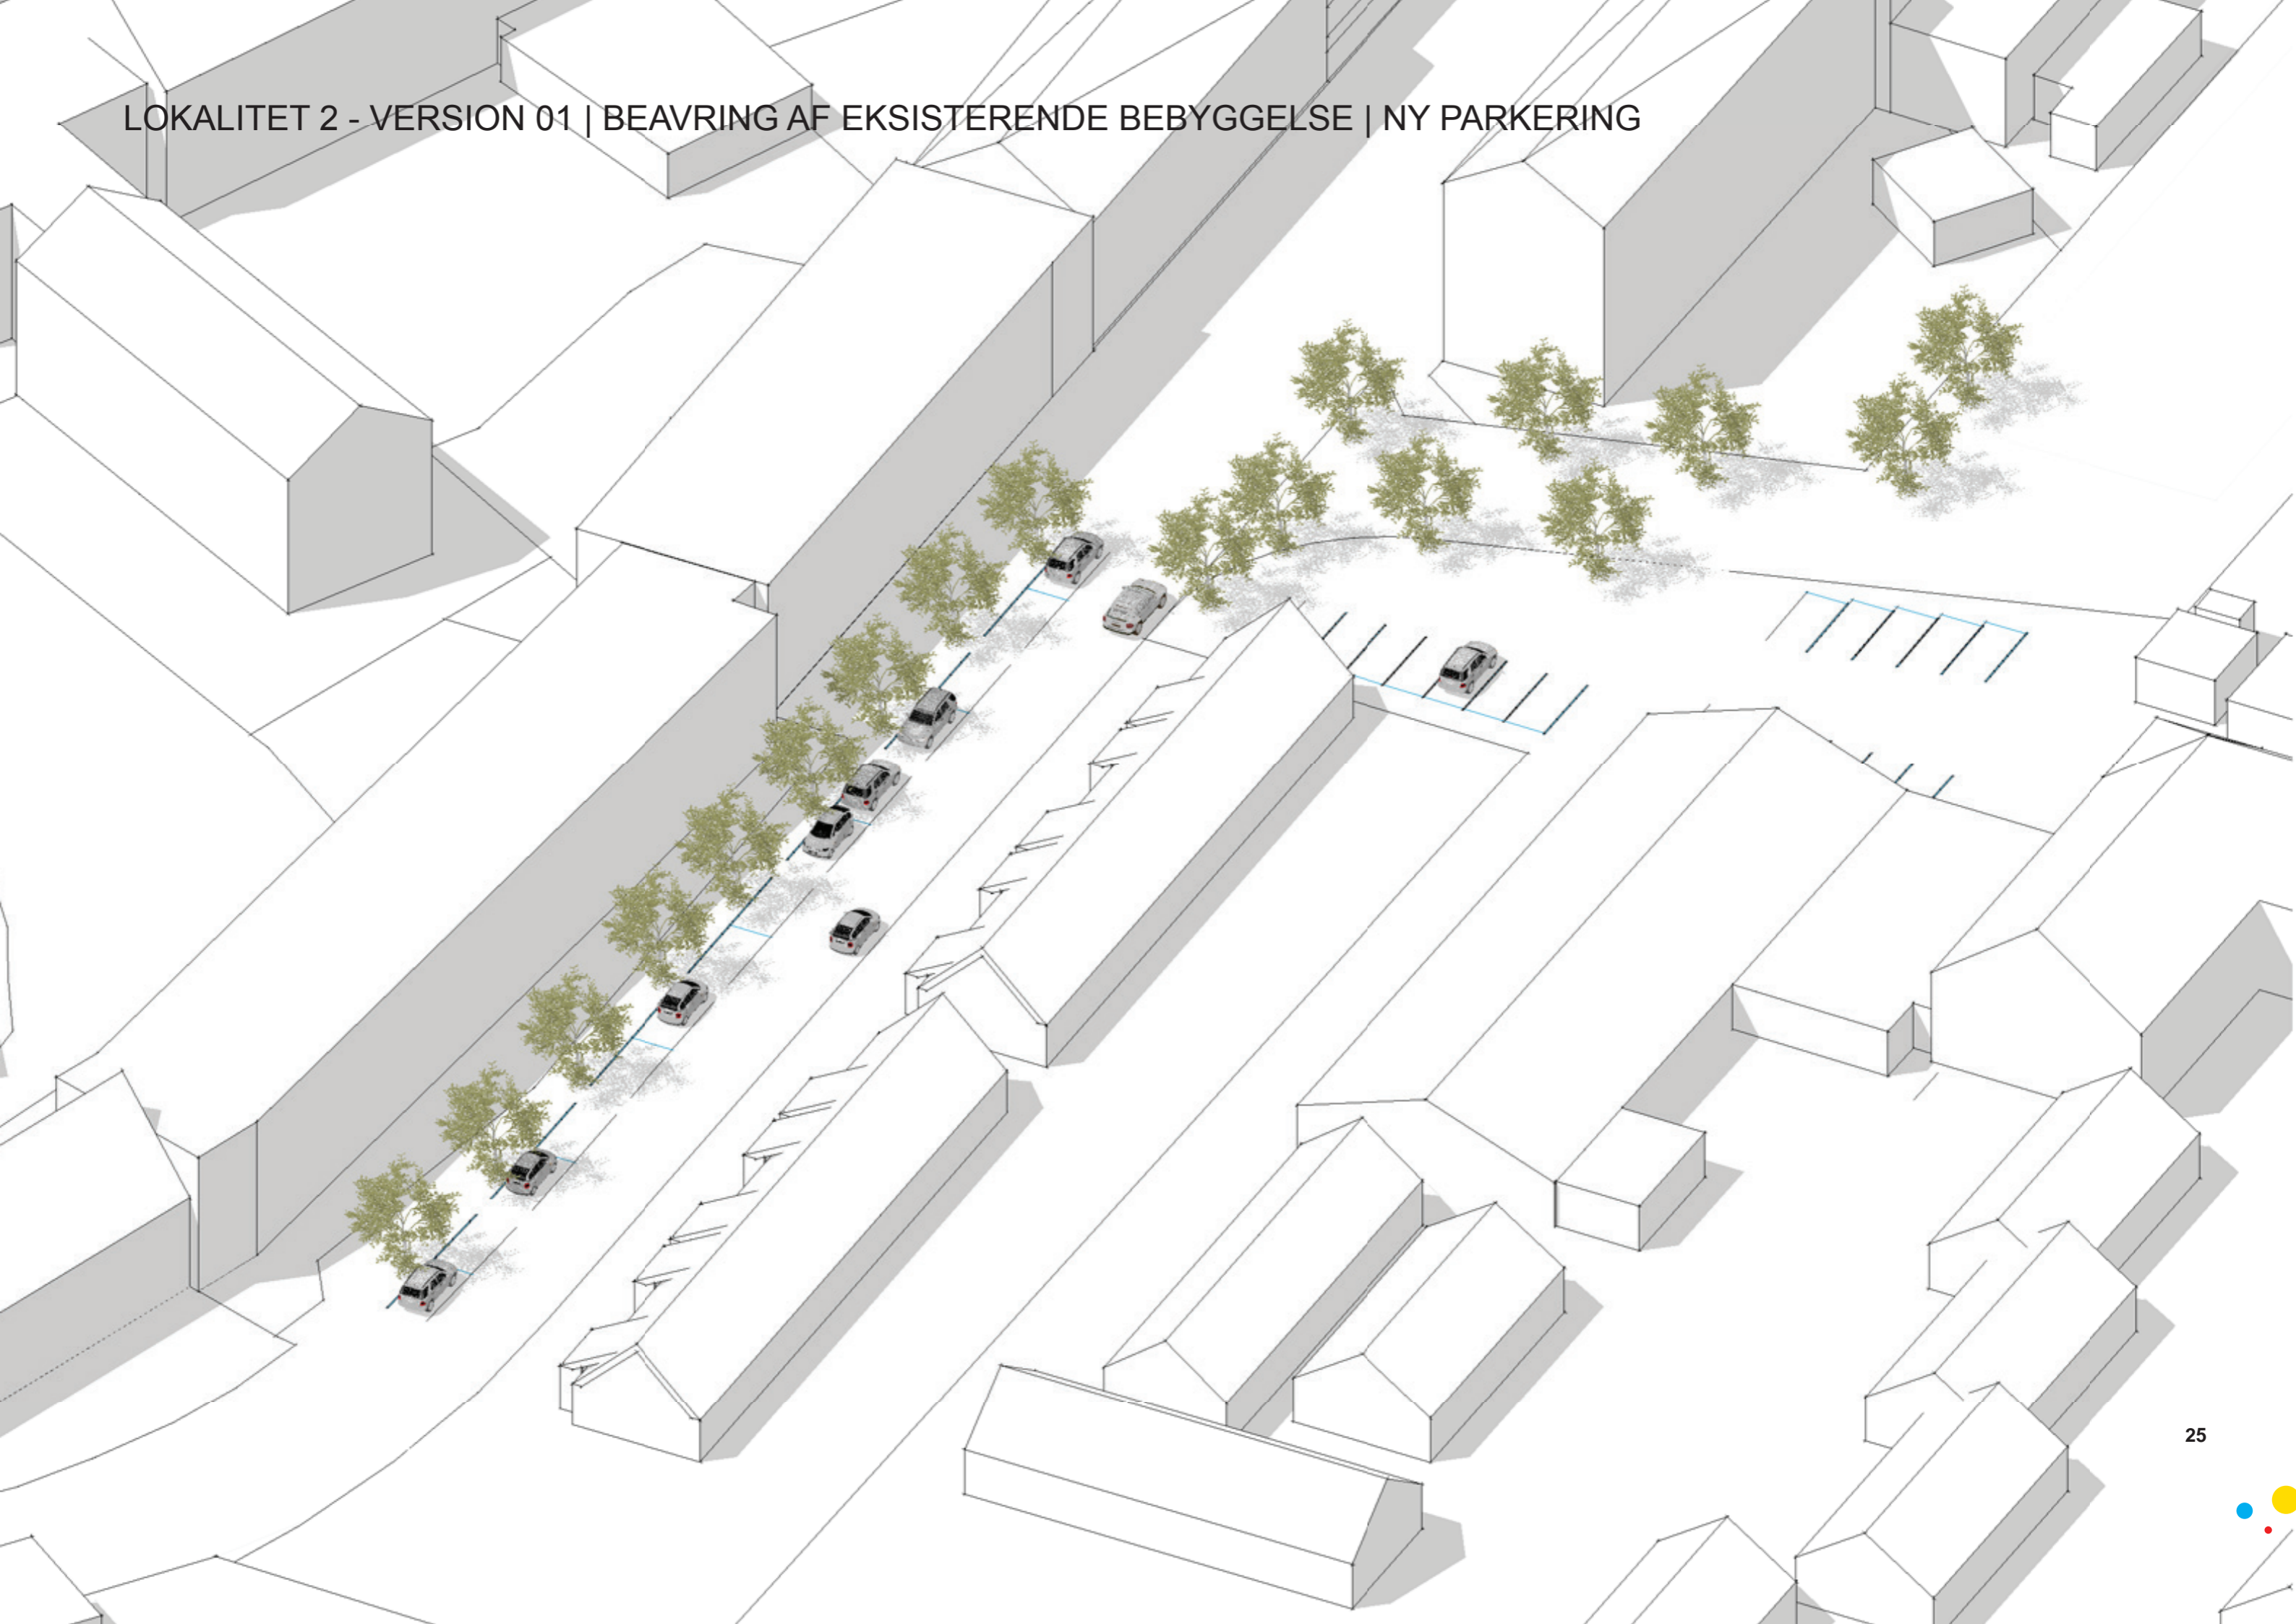 LOKALITET 2 - VERSION 01 | BEAVRING AF EKSISTERENDE BEBYGGELSE | NY PARKERING
25